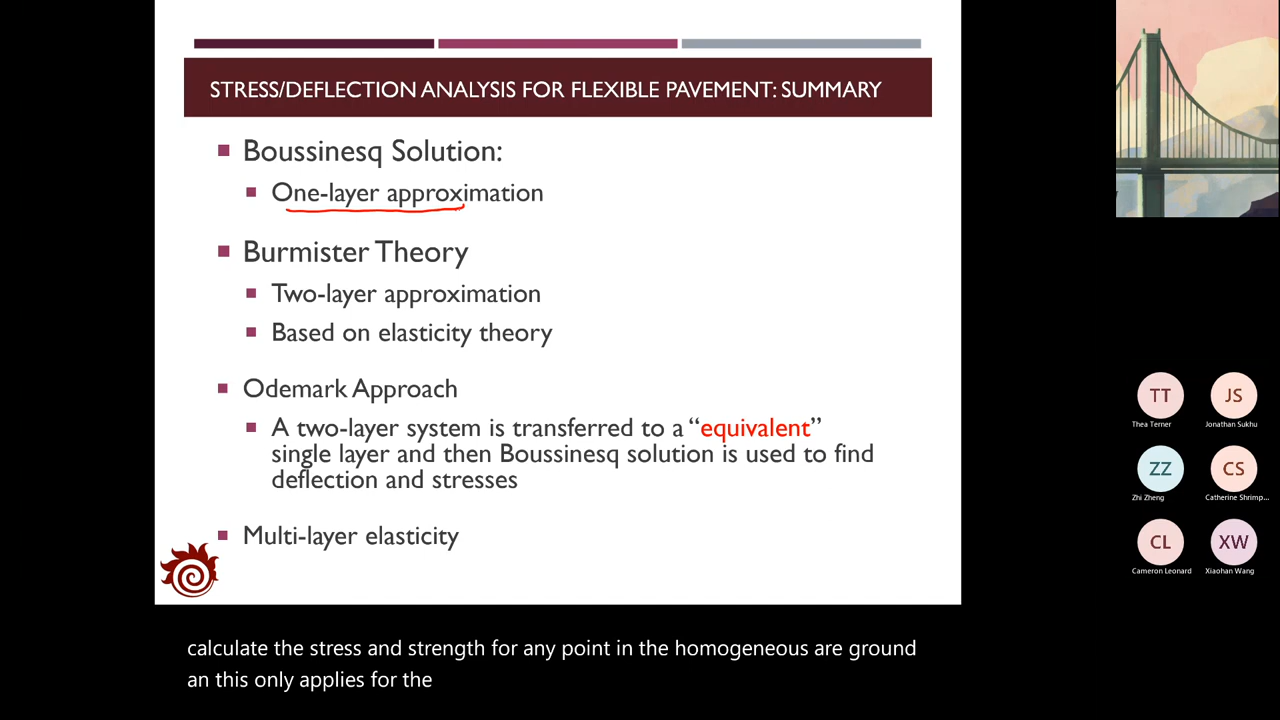 STRESS/DEFLECTION ANALYSIS FOR FLEXIBLE PAVEMENT: SUMMARY
Boussinesq Solution:
One-layer approximation
Burmister Theory
Two-layer approximation
Based on elasticity theory
Odemark Approach
A two-layer system is transferred to a “equivalent”
single layer and then Boussinesq solution is used to find
deflection and stresses
Multi-layer elasticity
TT
JS
Thea Terner
Jonathan Sukhu
ZZ
CS
Zhi Zheng
Catherine Shrimp...
CL
XW
Cameron Leonard
Xiaohan Wang
calculate the stress and strength for any point in the homogeneous are ground
an this only applies for the